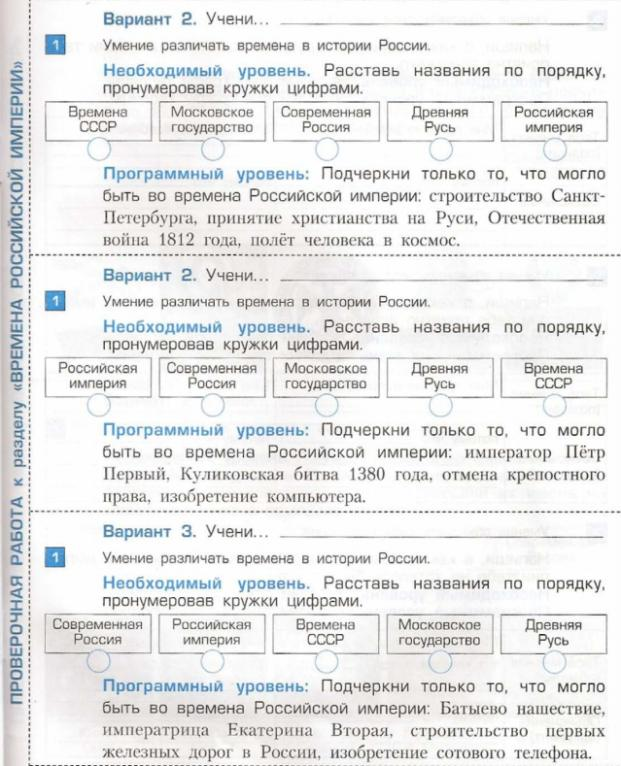 ПРОВЕРОЧНАЯ РАБОТА к разделу «ВРЕМЕНА РОССИЙСКОЙ ИМПЕРИИ»
Вариант 2. Учени...
1
Умение различать времена в истории России.
Необходимый уровень. Расставь названия по порядку,
пронумеровав кружки цифрами.
Времена СССР
Московское государство
Современная Россия
Древняя Русь
Российская империя
Программный уровень: Подчеркни только то, что могло
быть во времена Российской империи: строительство Санкт-
Петербурга, принятие христианства на Руси, Отечественная
война 1812 года, полёт человека в космос.
Вариант 2. Учени...
1
Умение различать времена в истории России.
Необходимый уровень. Расставь названия по порядку,
пронумеровав кружки цифрами.
Российская империя
Современная Россия
Московское государство
Древняя Русь
Времена СССР
Программный уровень: Подчеркни только то, что могло
быть во времена Российской империи: император Пётр
Первый, Куликовская битва 1380 года, отмена крепостного
права, изобретение компьютера.
Вариант 3. Учени...
1
Умение различать времена в истории России.
Необходимый уровень. Расставь названия по порядку,
пронумеровав кружки цифрами.
Современная Россия
Российская империя
Времена СССР
Московское государство
Древняя Русь
Программный уровень: Подчеркни только то, что могло
быть во времена Российской империи: Батыево нашествие,
императрица Екатерина Вторая, строительство первых
железных дорог в России, изобретение сотового телефона.